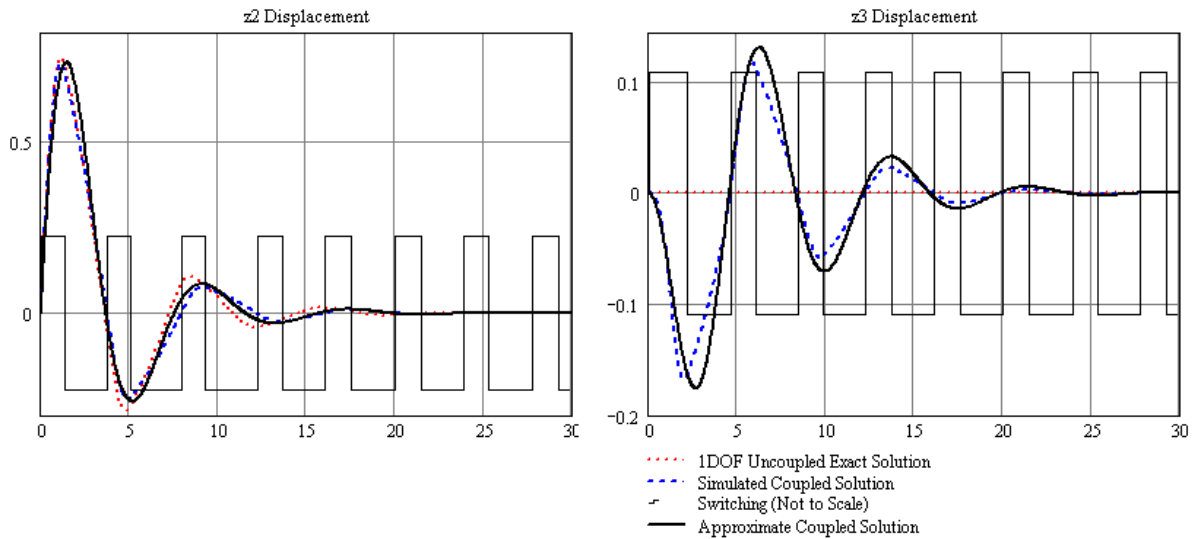 z2 Displacement
0.5
0
0 5 10 15 20 25 30
z3 Displacement
0.1
0
−0.1
−0.2
0 5 10 15 20 25 30
1DOF Uncoupled Exact Solution
Simulated Coupled Solution
Switching (Not to Scale)
Approximate Coupled Solution